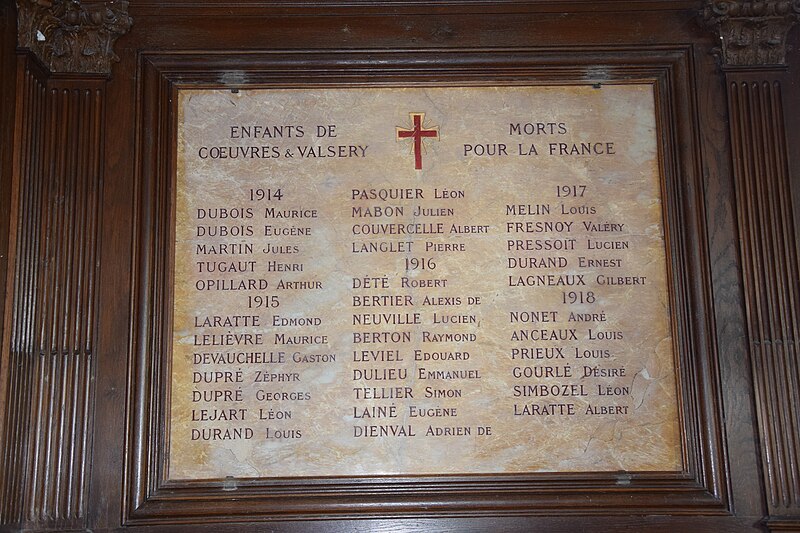 ENFANTS DE
CŒUVRES & VALSERY
MORTS
POUR LA FRANCE
1914
DUBOIS MAURICE
DUBOIS EUGÈNE
MARTIN JULES
TUGAUT HENRI
OPILLARD ARTHUR
1915
LARATTE EDMOND
LELIÈVRE MAURICE
DEVAUCHELLE GASTON
DUPRÉ ZÉPHYR
DUPRÉ GEORGES
LEJART LÉON
DURAND LOUIS
PASQUIER LÉON
MABON JULIEN
COUVERCELLE ALBERT
LANGLET PIERRE
1916
DÉTÉ ROBERT
BERTIER ALEXIS DE
NEUVILLE LUCIEN
BERTON RAYMOND
LEVIEL EDOUARD
DULIEU EMMANUEL
TELLIER SIMON
LAINÉ EUGÈNE
DIENVAL ADRIEN DE
1917
MELIN LOUIS
FRESNOY VALÉRY
PRESSOIT LUCIEN
DURAND ERNEST
LAGNEAUX GILBERT
1918
NONET ANDRÉ
ANCEAUX LOUIS
PRIEUX LOUIS
GOURLÉ DÉSIRÉ
SIMBOZEL LÉON
LARATTE ALBERT